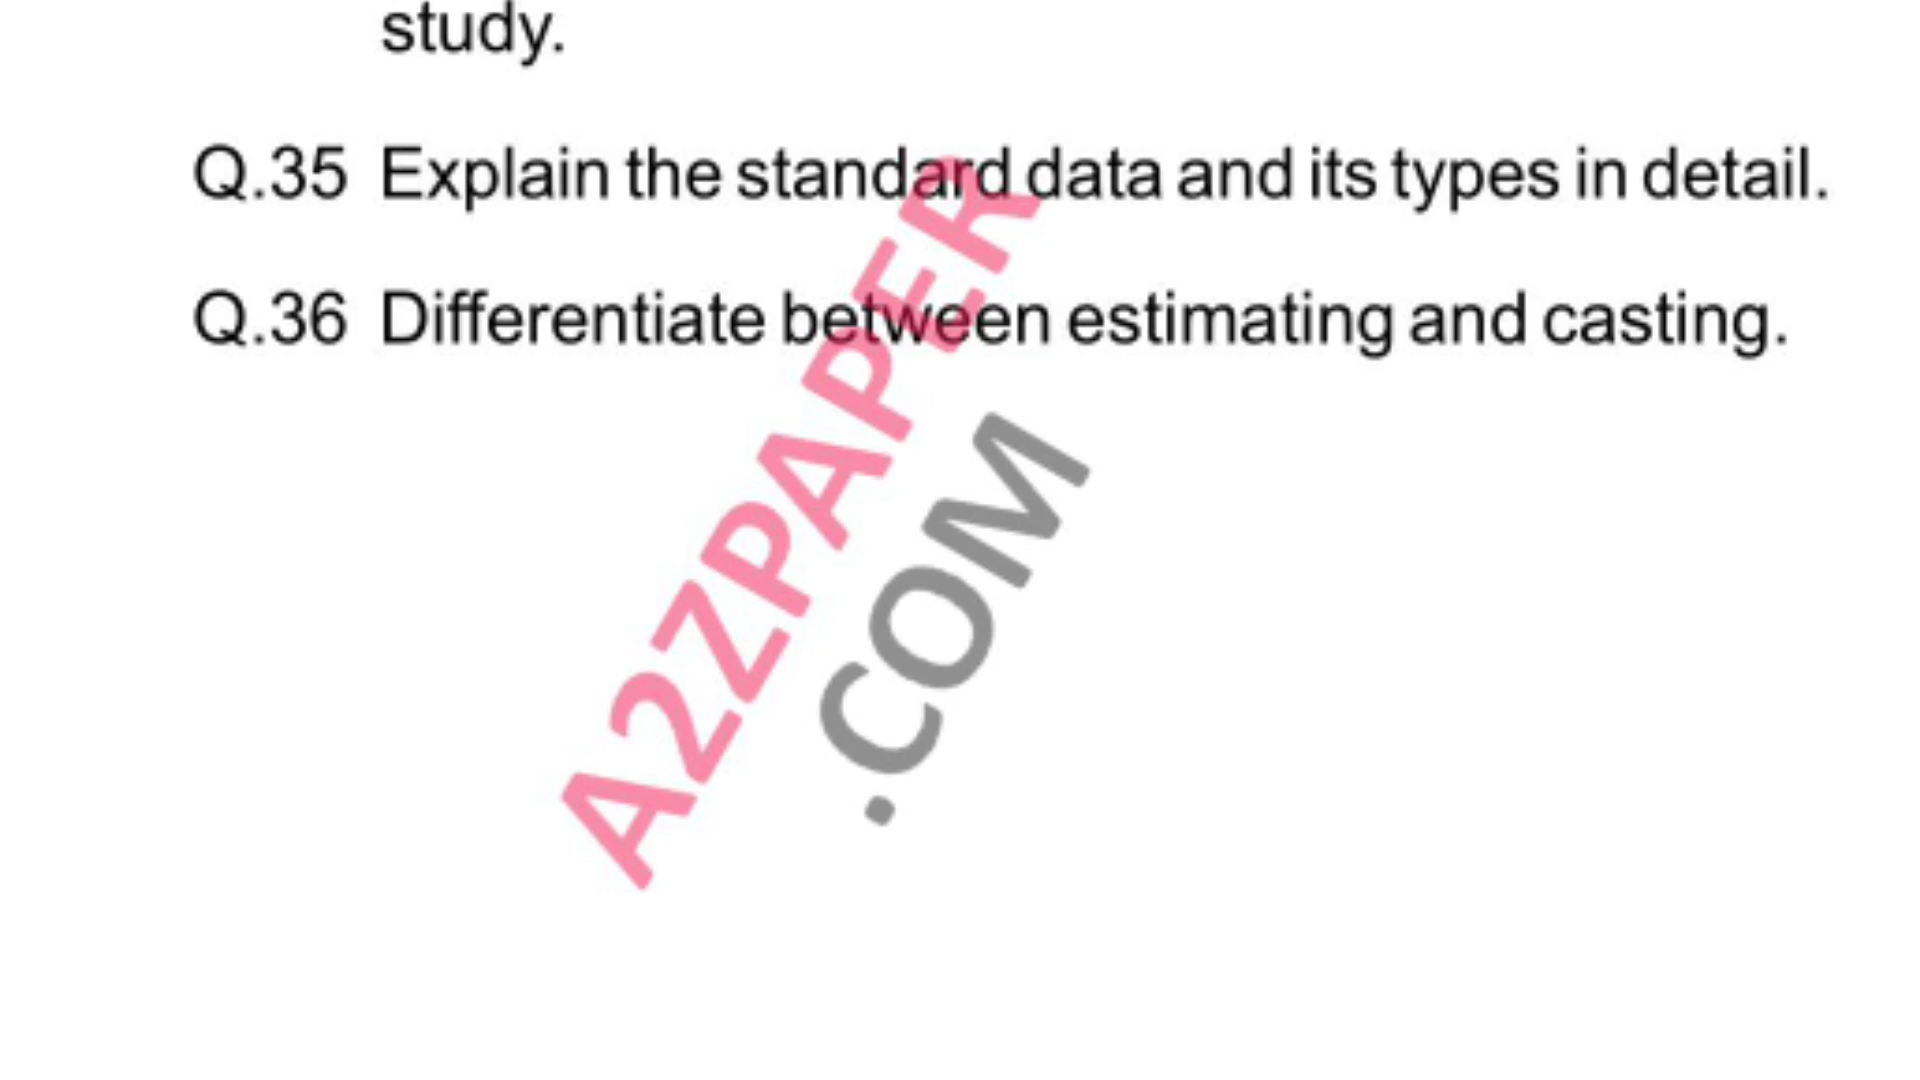 study.
Q.35 Explain the standard data and its types in detail.
Q.36 Differentiate between estimating and casting.
A2ZPAPER
.COM